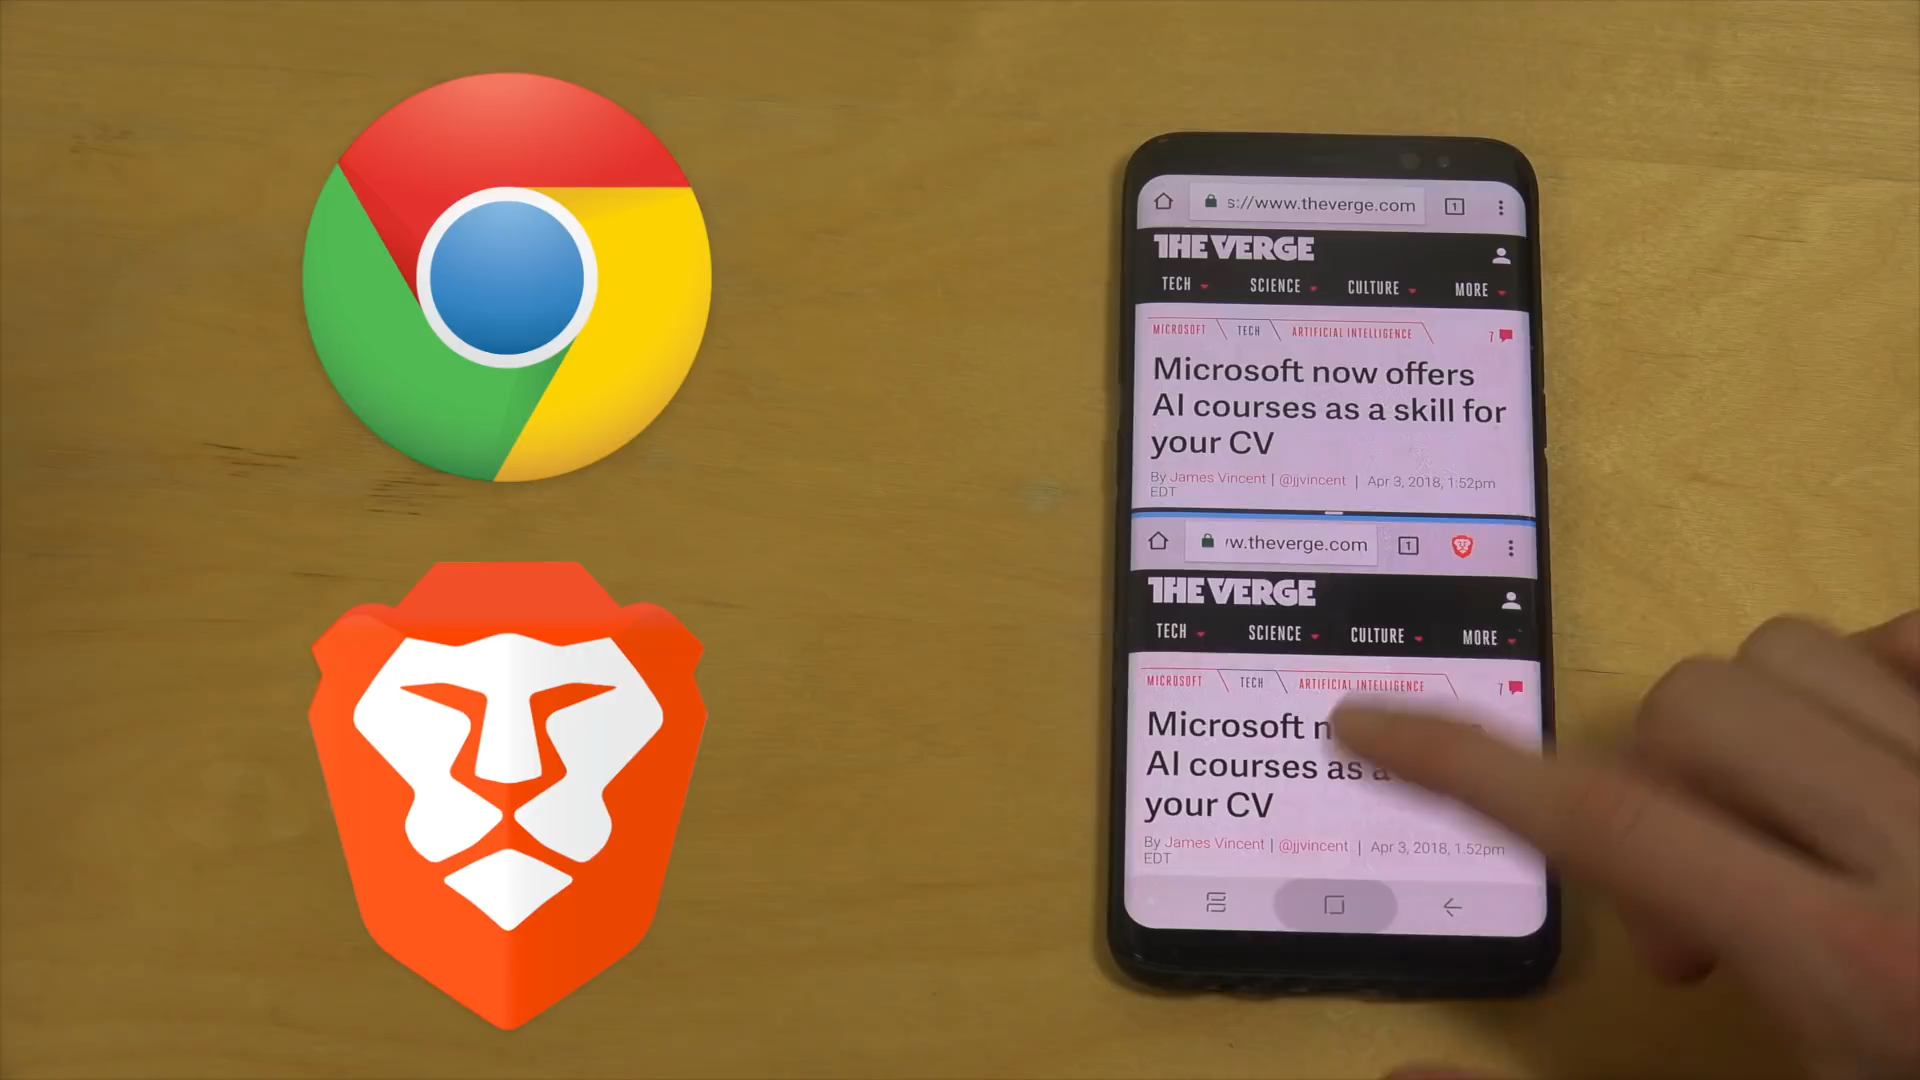 s://www.theverge.com 1
THE VERGE
TECH SCIENCE CULTURE MORE
MICROSOFT TECH ARTIFICIAL INTELLIGENCE 7
Microsoft now offers
AI courses as a skill for
your CV
By James Vincent | @jjvincent | Apr 3, 2018, 1:52pm
EDT
w.theverge.com 1
THE VERGE
TECH SCIENCE CULTURE MORE
MICROSOFT TECH ARTIFICIAL INTELLIGENCE 7
Microsoft n
AI courses as a
your CV
By James Vincent | @jjvincent | Apr 3, 2018, 1:52pm
EDT